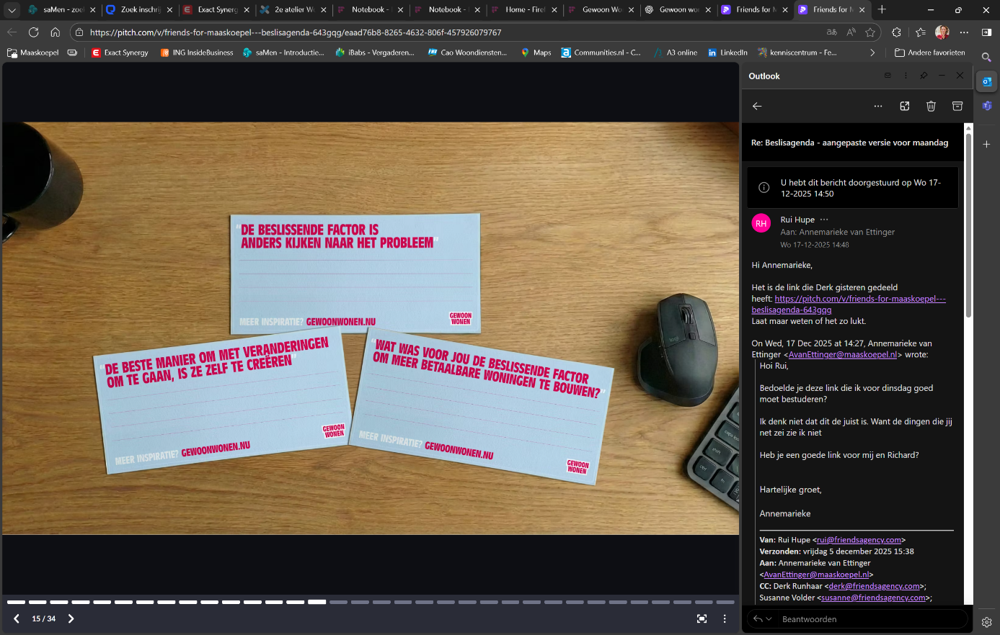 saMen - zoek
Zoek inschrij
Exact Synerg
2e atelier W
Notebook -
Notebook -
Home - Firef
Gewoon Wo
Gewoon wo
Friends for M
Friends for M
https://pitch.com/v/friends-for-maaskoepel---beslisagenda-643gqg/eaad76b8-8265-4632-806f-457926079767
Maaskoepel
Exact Synergy
ING InsideBusiness
saMen - Introductie...
iBabs - Vergaderen...
Cao Woondiensten...
Maps
Communities.nl - C...
A3 online
LinkedIn
kenniscentrum - Fe...
Andere favorieten
"DE BESLISSENDE FACTOR IS
ANDERS KIJKEN NAAR HET PROBLEEM"
MEER INSPIRATIE? GEWOONWONEN.NU
GEWOON
WONEN
"DE BESTE MANIER OM MET VERANDERINGEN
OM TE GAAN, IS ZE ZELF TE CREËREN"
MEER INSPIRATIE? GEWOONWONEN.NU
GEWOON
WONEN
"WAT WAS VOOR JOU DE BESLISSENDE FACTOR
OM MEER BETAALBARE WONINGEN TE BOUWEN?"
MEER INSPIRATIE? GEWOONWONEN.NU
GEWOON
WONEN
caps lock
shift
ctrl
fn
15 / 34
Outlook
Re: Beslisagenda - aangepaste versie voor maandag
U hebt dit bericht doorgestuurd op Wo 17-
12-2025 14:50
RH
Rui Hupe
Aan: Annemarieke van Ettinger
Wo 17-12-2025 14:48
Hi Annemarieke,
Het is de link die Derk gisteren gedeeld
heeft: https://pitch.com/v/friends-for-maaskoepel---
beslisagenda-643gqg
Laat maar weten of het zo lukt.
On Wed, 17 Dec 2025 at 14:27, Annemarieke van
Ettinger <AvanEttinger@maaskoepel.nl> wrote:
Hoi Rui,
Bedoelde je deze link die ik voor dinsdag goed
moet bestuderen?
Ik denk niet dat dit de juist is. Want de dingen die jij
net zei zie ik niet
Heb je een goede link voor mij en Richard?
Hartelijke groet,
Annemarieke
Van: Rui Hupe <rui@friendsagency.com>
Verzonden: vrijdag 5 december 2025 15:38
Aan: Annemarieke van Ettinger
<AvanEttinger@maaskoepel.nl>
CC: Derk Runhaar <derk@friendsagency.com>;
Susanne Volder <susanne@friendsagency.com>;
Beantwoorden